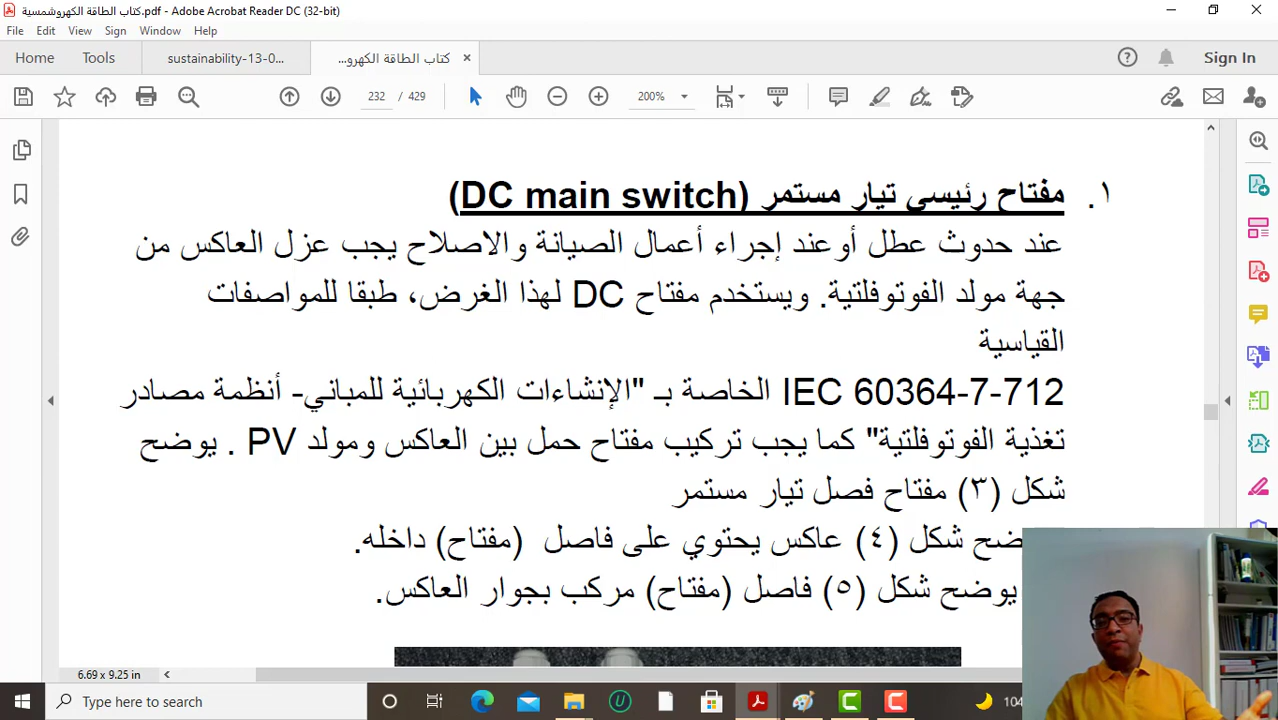 كتاب الطاقة الكهروشمسية.pdf - Adobe Acrobat Reader DC (32-bit)
File Edit View Sign Window Help
Home Tools sustainability-13-0... كتاب الطاقة الكهرو... × Sign In
232 / 429 200%
١. مفتاح رئيسي تيار مستمر (DC main switch)
عند حدوث عطل أوعند إجراء أعمال الصيانة والاصلاح يجب عزل العاكس من
جهة مولد الفوتوفلتية. ويستخدم مفتاح DC لهذا الغرض، طبقا للمواصفات
القياسية
IEC 60364-7-712 الخاصة بـ "الإنشاءات الكهربائية للمباني- أنظمة مصادر
تغذية الفوتوفلتية" كما يجب تركيب مفتاح حمل بين العاكس ومولد PV . يوضح
شكل (٣) مفتاح فصل تيار مستمر
شكل (٤) عاكس يحتوي على فاصل (مفتاح) داخله.
يوضح شكل (٥) فاصل (مفتاح) مركب بجوار العاكس.
6.69 x 9.25 in
Type here to search